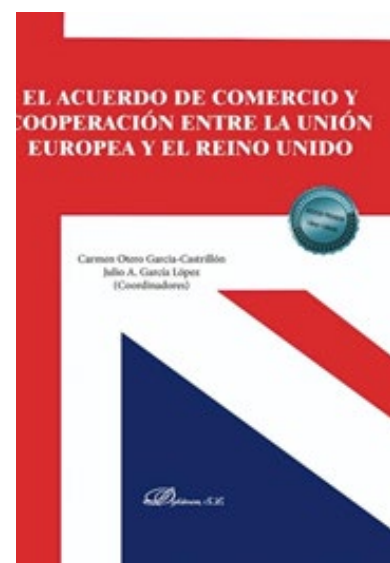 EL ACUERDO DE COMERCIO Y
COOPERACIÓN ENTRE LA UNIÓN
EUROPEA Y EL REINO UNIDO
Carmen Otero García-Castrillón
Julio A. García López
(Coordinadores)
Dykinson, S.L.